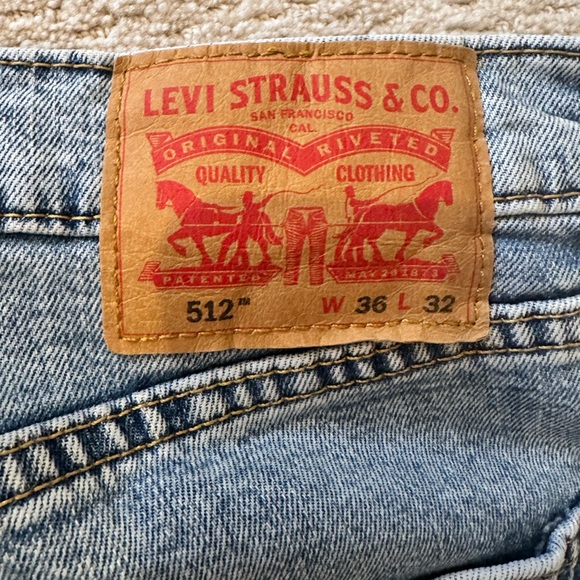 LEVI STRAUSS & CO.
SAN FRANCISCO
CAL.
ORIGINAL RIVETED
QUALITY CLOTHING
PATENTED MAY 20 1873
512™ W 36 L 32